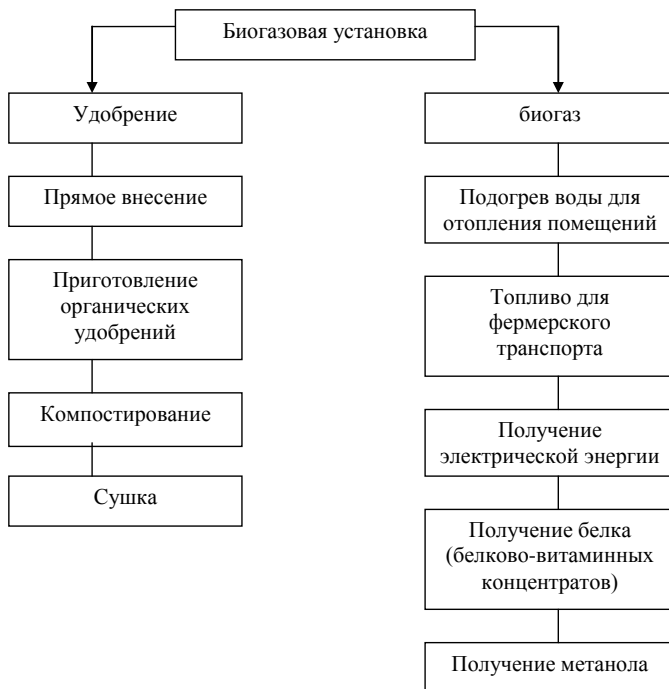 Биогазовая установка
Удобрение
Прямое внесение
Приготовление
органических
удобрений
Компостирование
Сушка
биогаз
Подогрев воды для
отопления помещений
Топливо для
фермерского
транспорта
Получение
электрической энергии
Получение белка
(белково-витаминных
концентратов)
Получение метанола